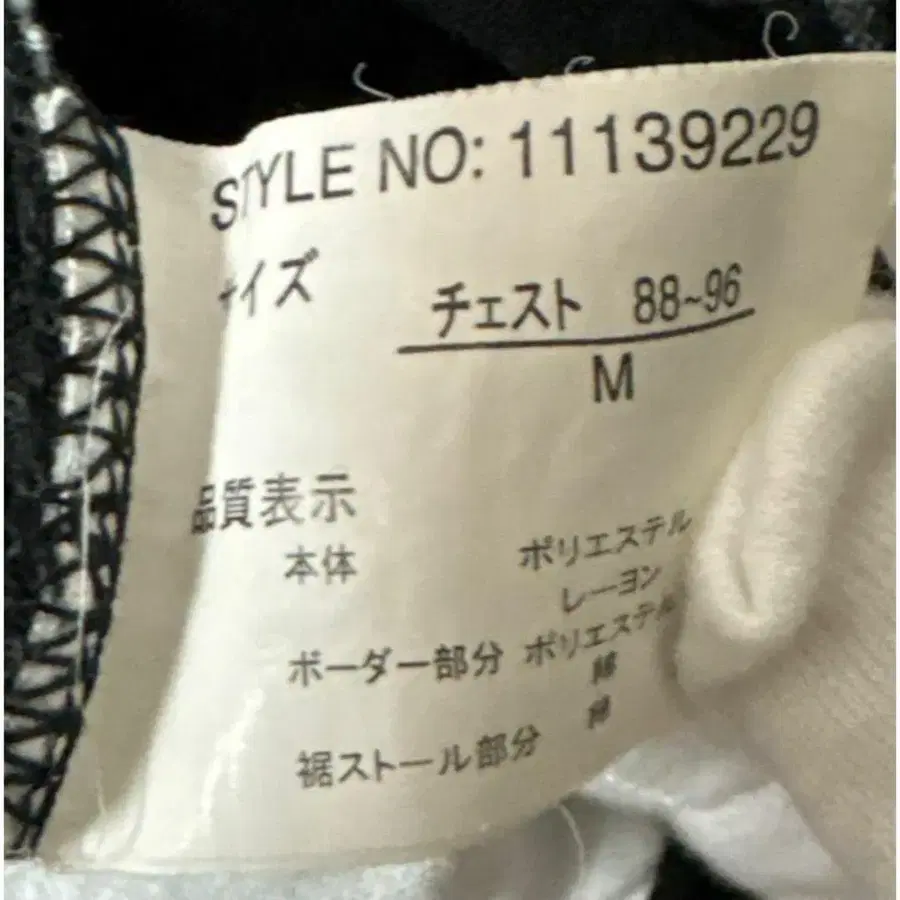 STYLE NO: 11139229
サイズ
チェスト 88~96
M
品質表示
本体 ポリエステル
レーヨン
ボーダー部分 ポリエステル
綿
裾ストール部分 綿